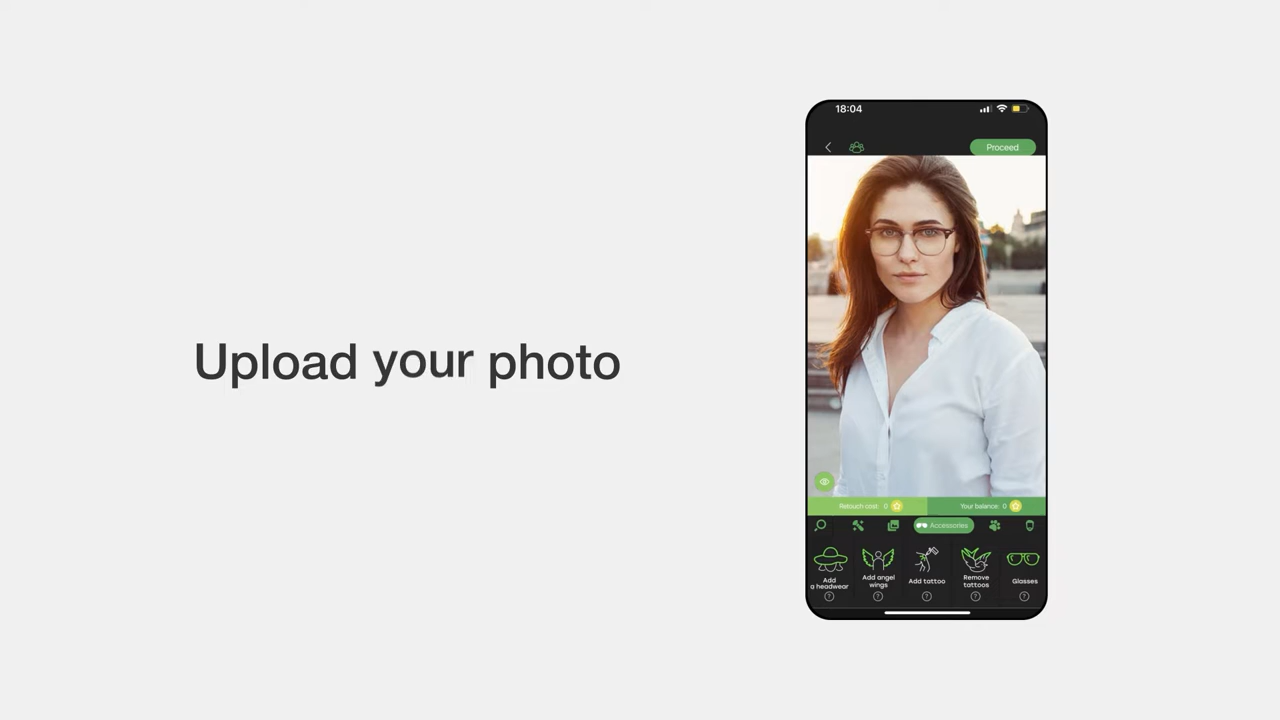 Upload your photo
18:04
Proceed
Retouch cost: 0
Your balance: 0
Accessories
Add
a headwear
?
Add angel
wings
?
Add tattoo
?
Remove
tattoos
?
Glasses
?